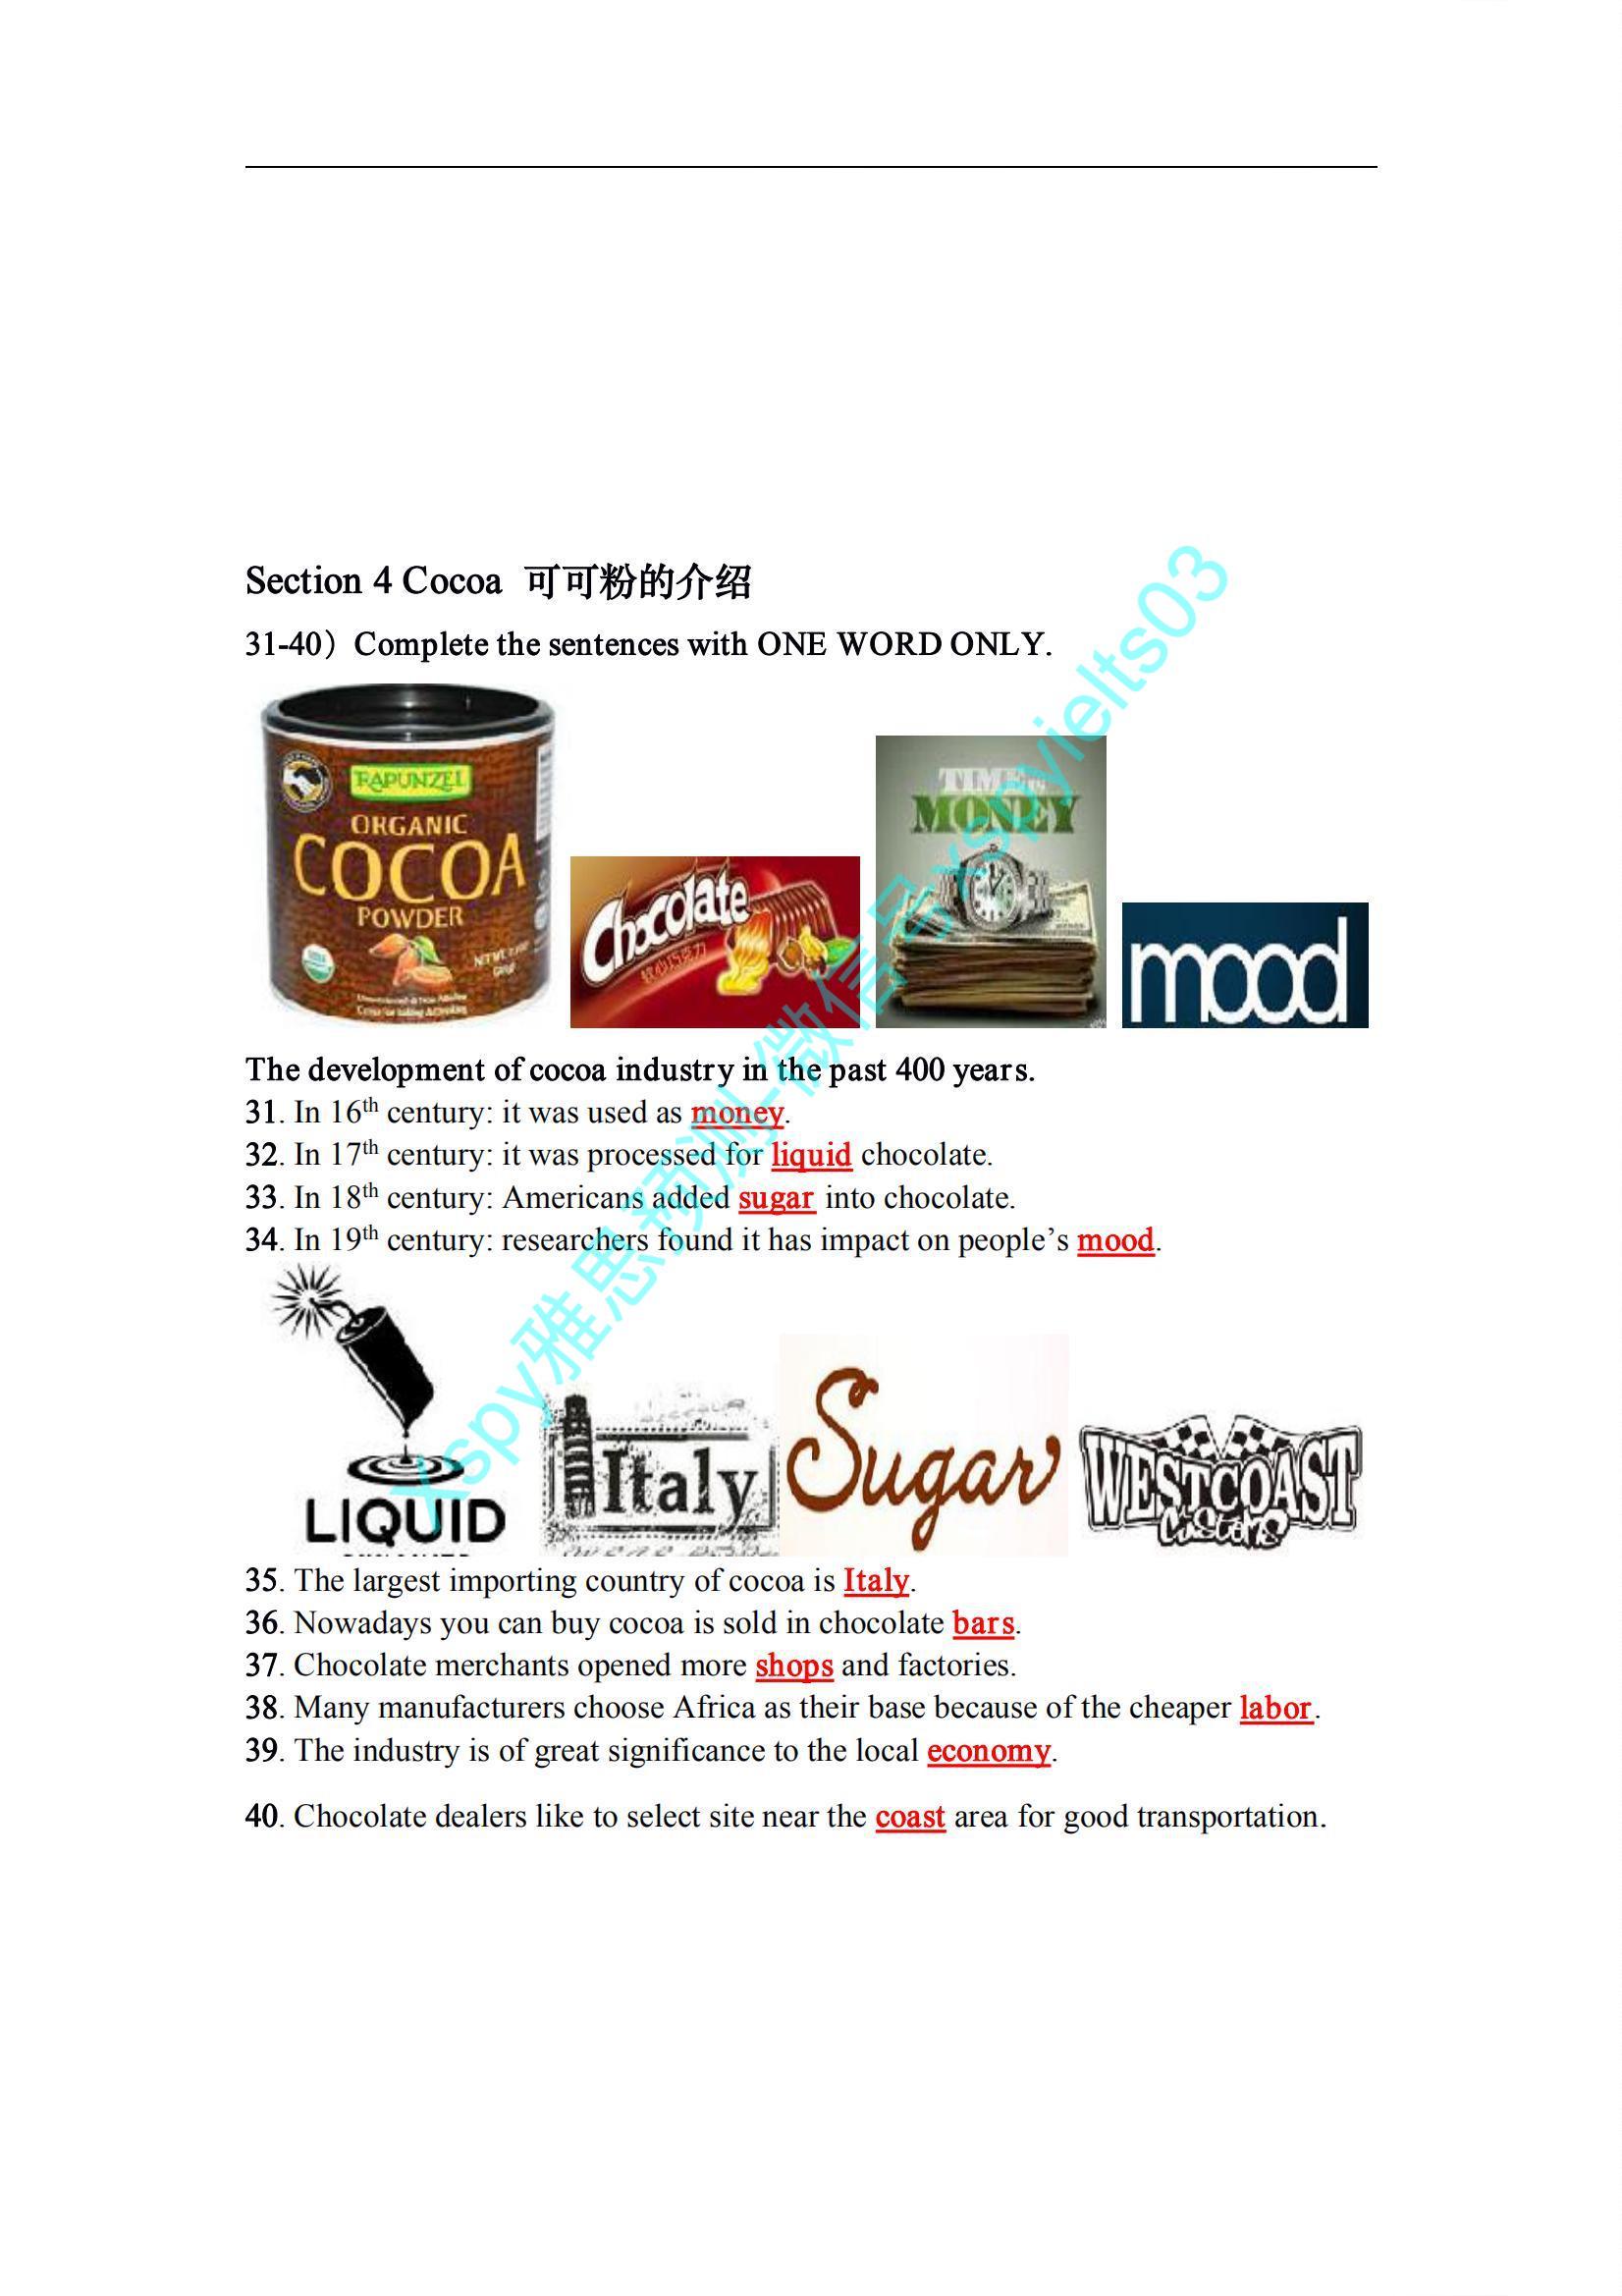 Section 4 Cocoa 可可粉的介绍
31-40）Complete the sentences with ONE WORD ONLY.
RAPUNZEL
ORGANIC
COCOA
POWDER
Chocolate
TIME IS
MONEY
mood
The development of cocoa industry in the past 400 years.
31. In 16th century: it was used as money.
32. In 17th century: it was processed for liquid chocolate.
33. In 18th century: Americans added sugar into chocolate.
34. In 19th century: researchers found it has impact on people’s mood.
LIQUID
Italy
Sugar
WESTCOAST
Customs
35. The largest importing country of cocoa is Italy.
36. Nowadays you can buy cocoa is sold in chocolate bars.
37. Chocolate merchants opened more shops and factories.
38. Many manufacturers choose Africa as their base because of the cheaper labor.
39. The industry is of great significance to the local economy.
40. Chocolate dealers like to select site near the coast area for good transportation.
xspy雅思预测-微信号xspyielts03